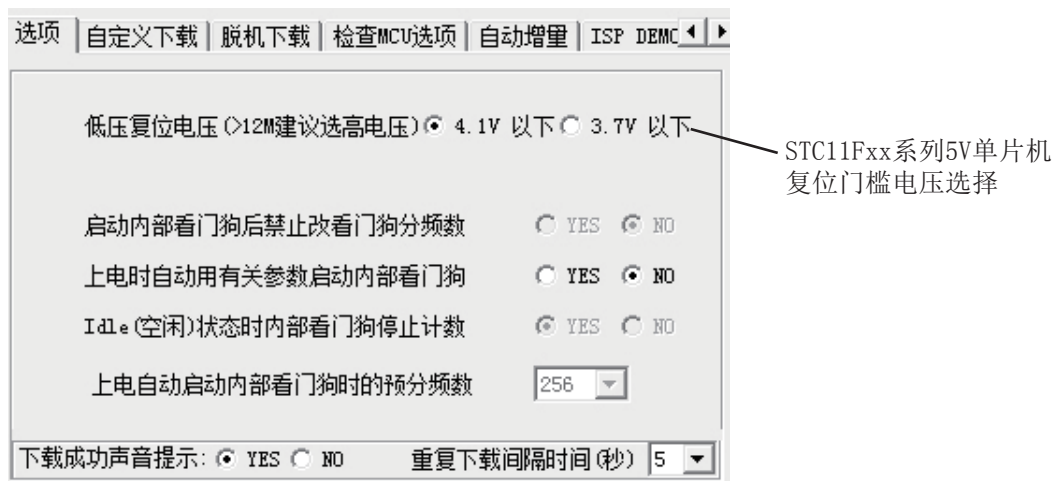 选项 自定义下载 脱机下载 检查MCU选项 自动增量 ISP DEMO
低压复位电压(>12M建议选高电压) 4.1V 以下 3.7V 以下
STC11Fxx系列5V单片机
复位门槛电压选择
启动内部看门狗后禁止改看门狗分频数 YES NO
上电时自动用有关参数启动内部看门狗 YES NO
Idle(空闲)状态时内部看门狗停止计数 YES NO
上电自动启动内部看门狗时的预分频数 256
下载成功声音提示: YES NO 重复下载间隔时间(秒) 5